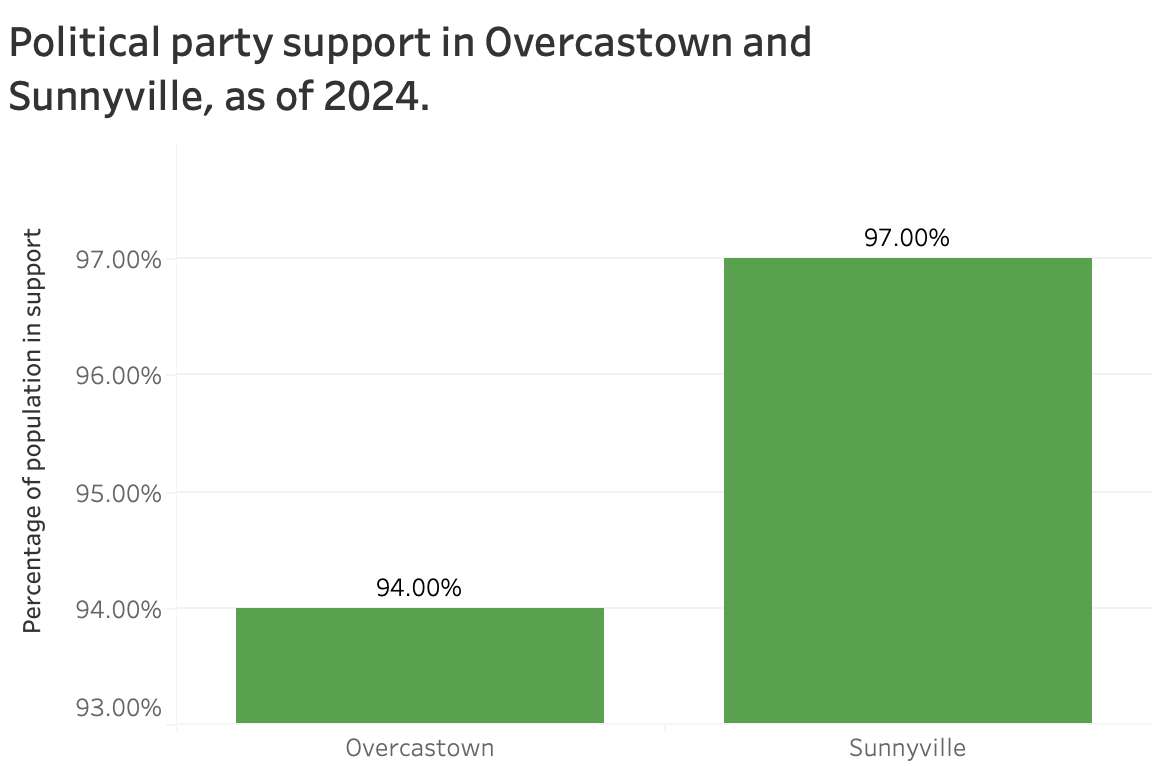 Political party support in Overcastown and
Sunnyville, as of 2024.
Percentage of population in support
97.00%
96.00%
95.00%
94.00%
93.00%
94.00%
97.00%
Overcastown
Sunnyville